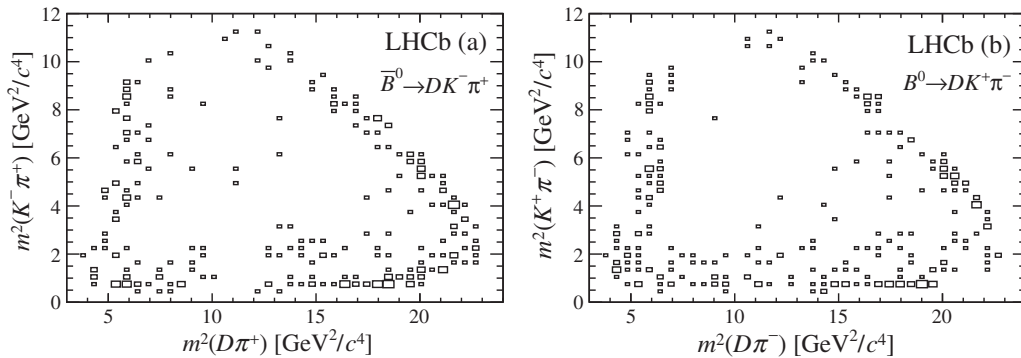 12
10
8
6
4
2
0
5
10
15
20
m²(K⁻π⁺) [GeV²/c⁴]
m²(Dπ⁺) [GeV²/c⁴]
LHCb (a)
B̅⁰→DK⁻π⁺
12
10
8
6
4
2
0
5
10
15
20
m²(K⁺π⁻) [GeV²/c⁴]
m²(Dπ⁻) [GeV²/c⁴]
LHCb (b)
B⁰→DK⁺π⁻